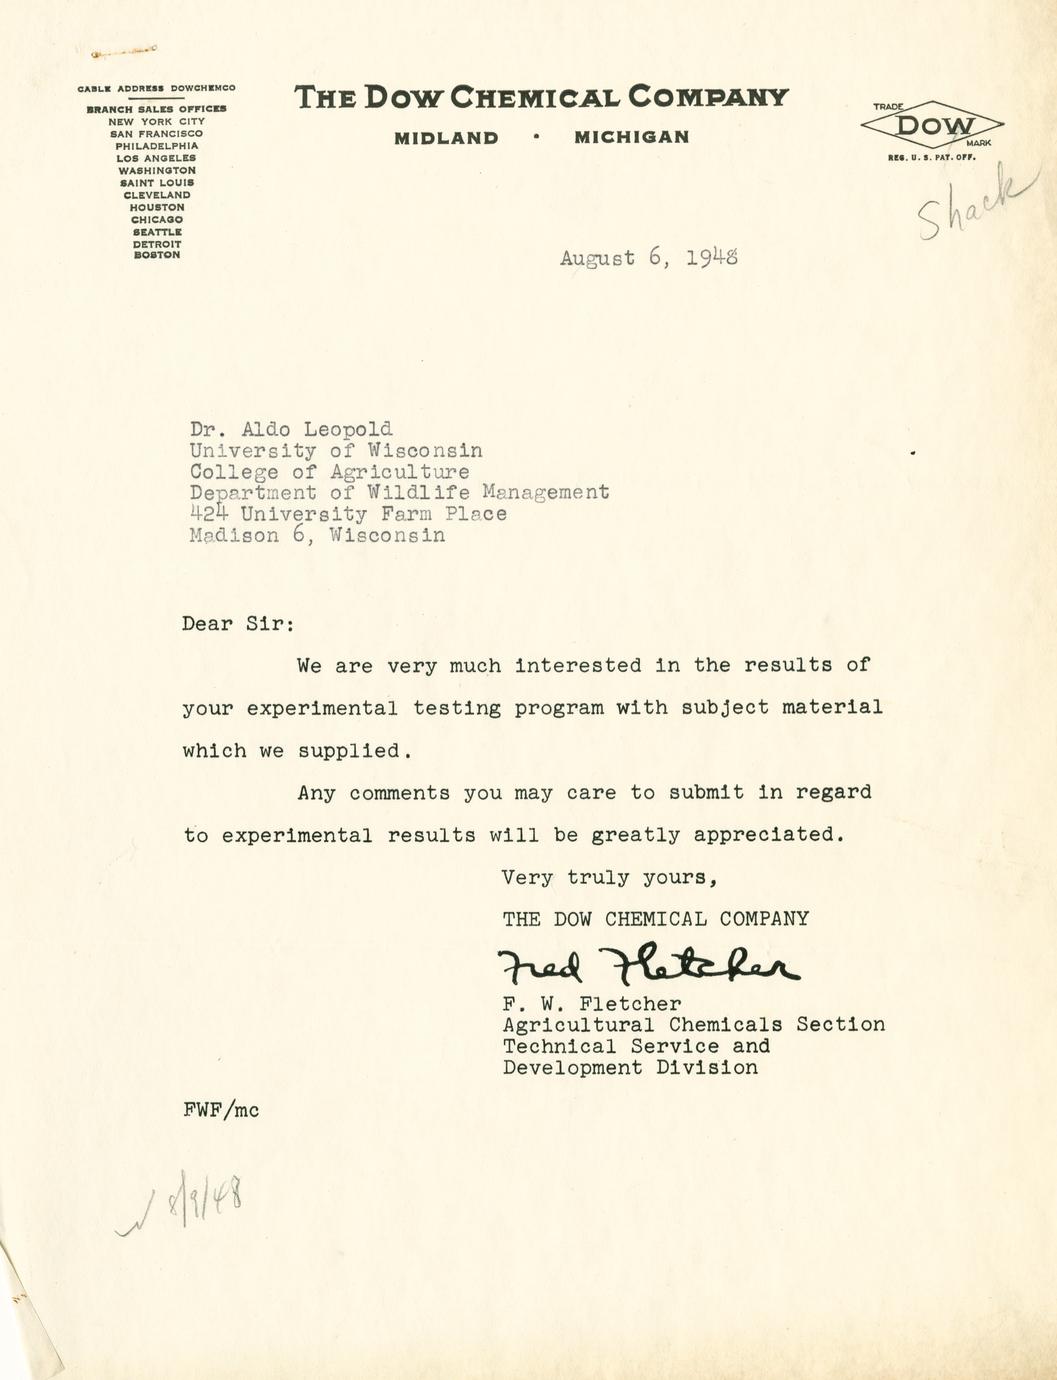 CABLE ADDRESS DOWCHEMCO
BRANCH SALES OFFICES
NEW YORK CITY
SAN FRANCISCO
PHILADELPHIA
LOS ANGELES
WASHINGTON
SAINT LOUIS
CLEVELAND
HOUSTON
CHICAGO
SEATTLE
DETROIT
BOSTON
THE DOW CHEMICAL COMPANY
MIDLAND • MICHIGAN
TRADE
DOW
MARK
REG. U. S. PAT. OFF.
Shack
August 6, 1948
Dr. Aldo Leopold
University of Wisconsin
College of Agriculture
Department of Wildlife Management
424 University Farm Place
Madison 6, Wisconsin
Dear Sir:
We are very much interested in the results of
your experimental testing program with subject material
which we supplied.
Any comments you may care to submit in regard
to experimental results will be greatly appreciated.
Very truly yours,
THE DOW CHEMICAL COMPANY
Fred Fletcher
F. W. Fletcher
Agricultural Chemicals Section
Technical Service and
Development Division
FWF/mc
✓ 8/9/48